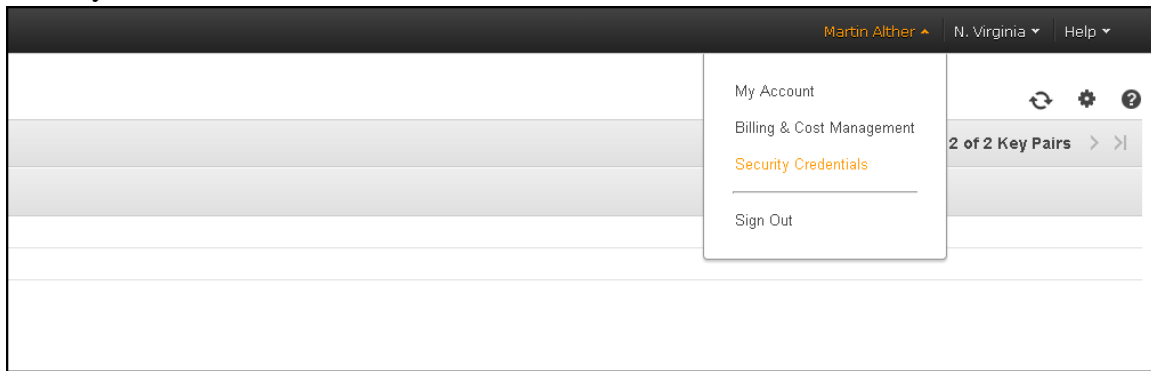 Martin Alther N. Virginia Help
My Account
Billing & Cost Management
2 of 2 Key Pairs
Security Credentials
Sign Out